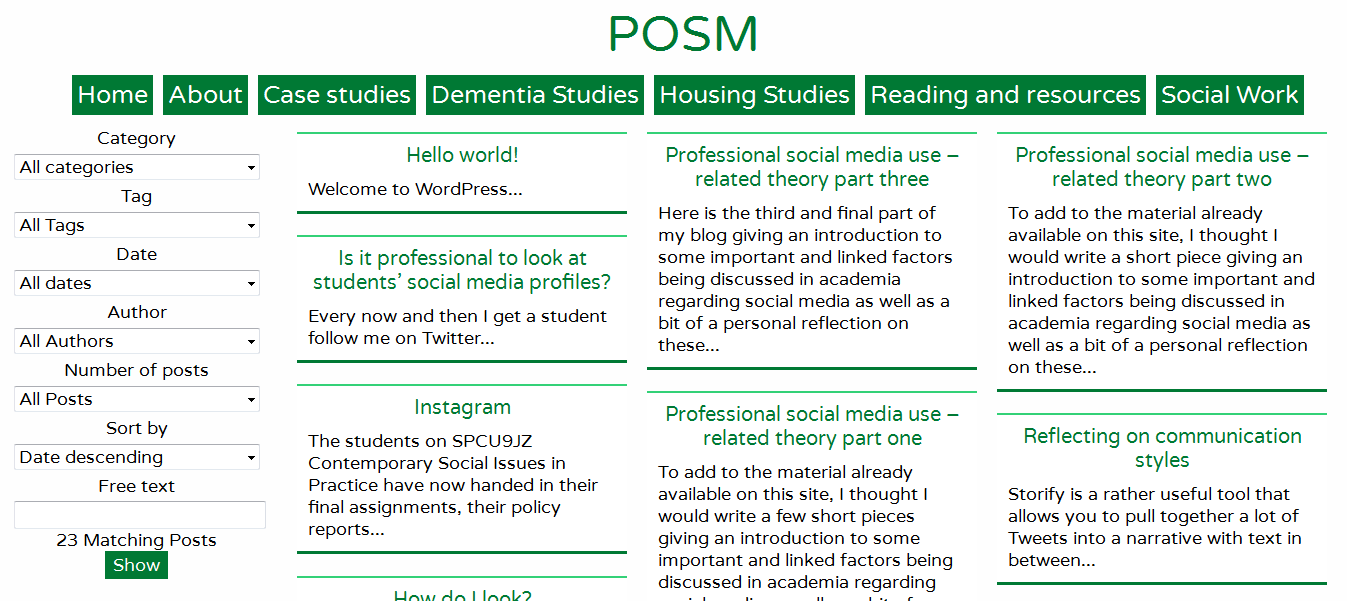 POSM
Home About Case studies Dementia Studies Housing Studies Reading and resources Social Work
Category
All categories
Tag
All Tags
Date
All dates
Author
All Authors
Number of posts
All Posts
Sort by
Date descending
Free text
23 Matching Posts
Show
Hello world!
Welcome to WordPress...
Is it professional to look at
students’ social media profiles?
Every now and then I get a student
follow me on Twitter...
Instagram
The students on SPCU9JZ
Contemporary Social Issues in
Practice have now handed in their
final assignments, their policy
reports...
How do I look?
Professional social media use –
related theory part three
Here is the third and final part of
my blog giving an introduction to
some important and linked factors
being discussed in academia
regarding social media as well as a
bit of a personal reflection on
these...
Professional social media use –
related theory part one
To add to the material already
available on this site, I thought I
would write a few short pieces
giving an introduction to some
important and linked factors being
discussed in academia regarding
social media as well as a bit of a
Professional social media use –
related theory part two
To add to the material already
available on this site, I thought I
would write a short piece giving an
introduction to some important and
linked factors being discussed in
academia regarding social media as
well as a bit of a personal reflection
on these...
Reflecting on communication
styles
Storify is a rather useful tool that
allows you to pull together a lot of
Tweets into a narrative with text in
between...